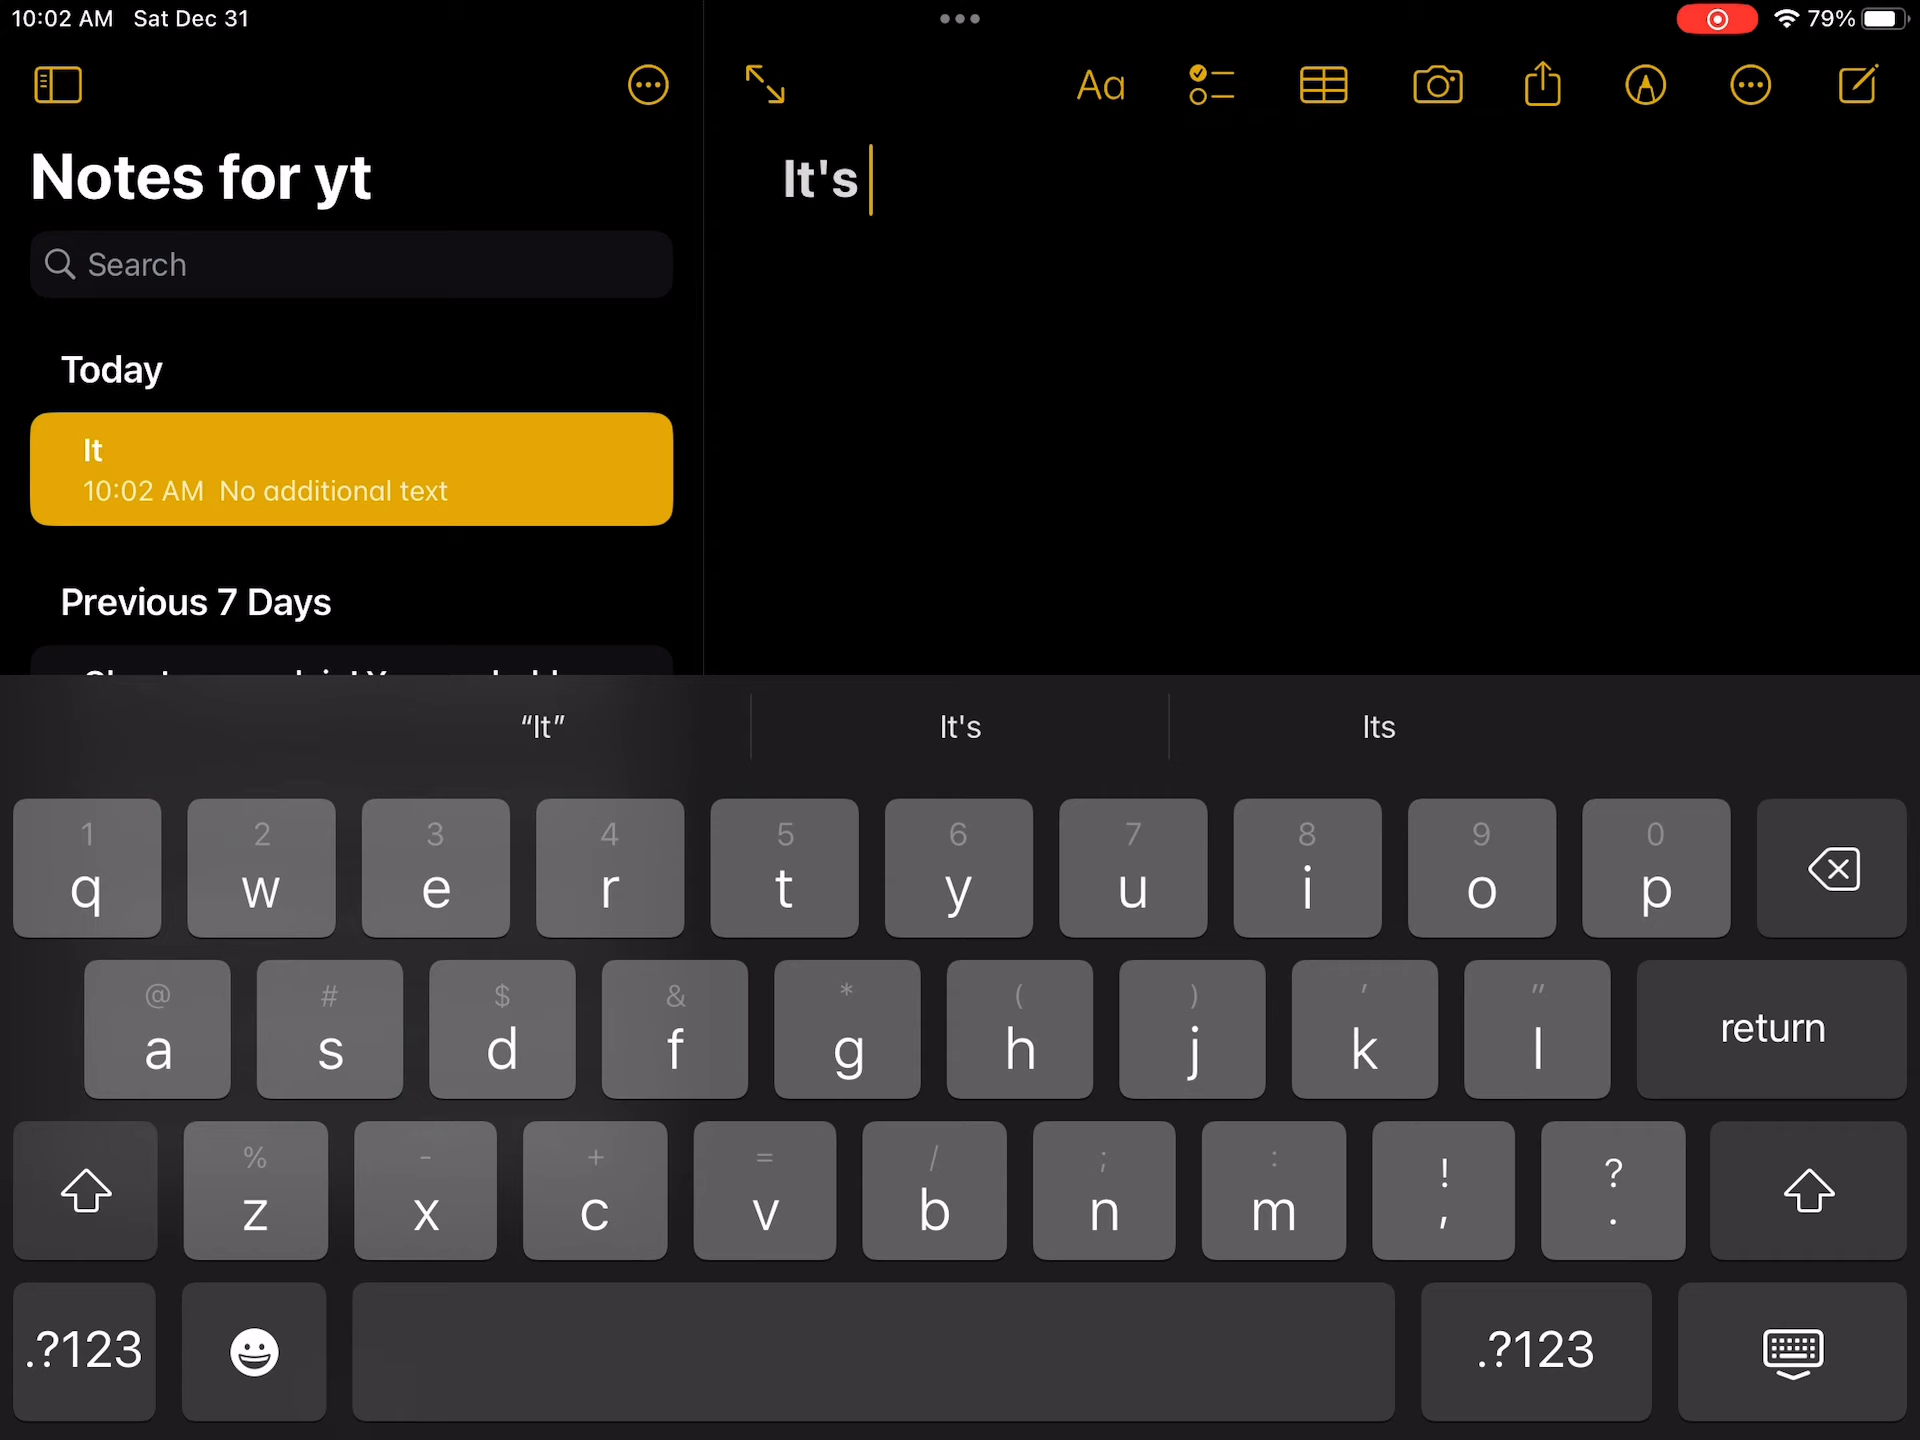 10:02 AM Sat Dec 31
79%
Aa
Notes for yt
Search
It's
Today
It
10:02 AM No additional text
Previous 7 Days
“It” It's Its
1 2 3 4 5 6 7 8 9 0
q w e r t y u i o p
@ # $ & * ( ) ' "
a s d f g h j k l return
% - + = / ; : ! ?
z x c v b n m , .
.?123 .?123